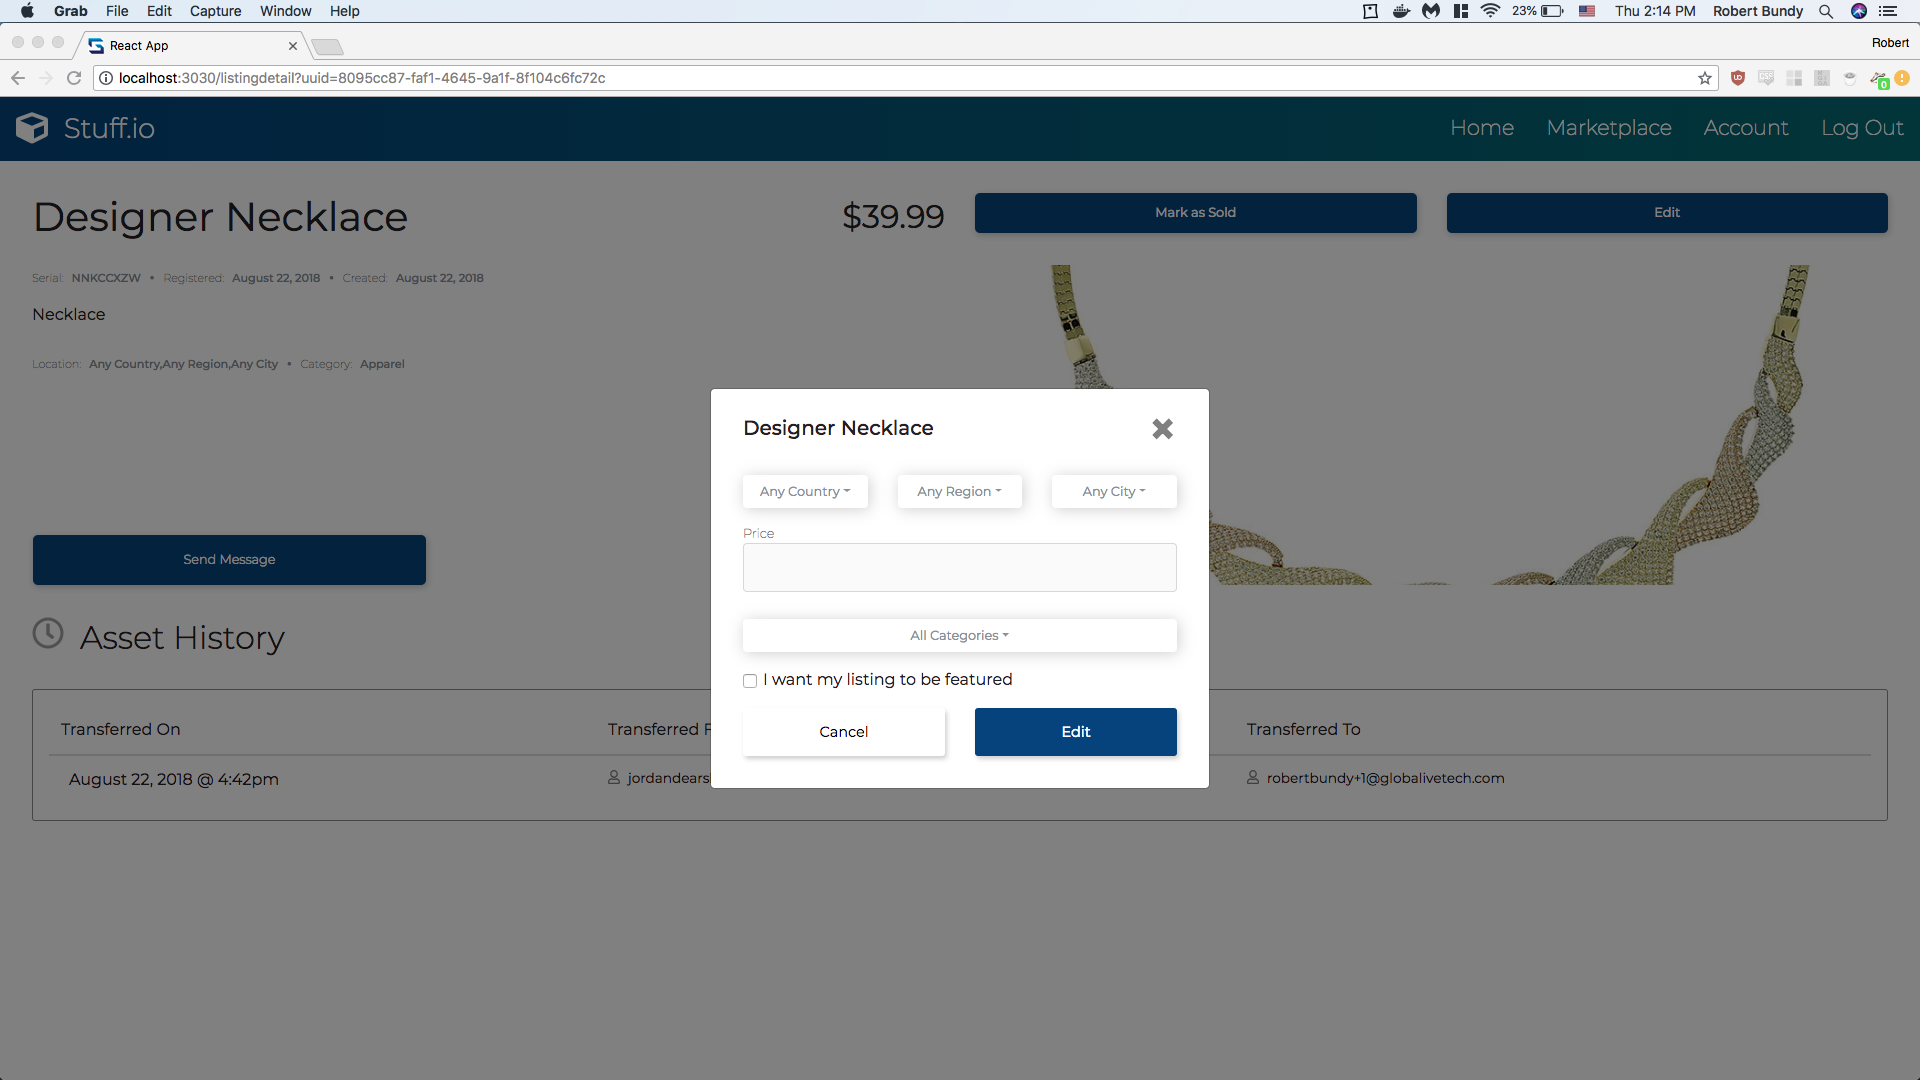 Grab File Edit Capture Window Help 23% Thu 2:14 PM Robert Bundy
React App Robert
localhost:3030/listingdetail?uuid=8095cc87-faf1-4645-9a1f-8f104c6fc72c
Stuff.io Home Marketplace Account Log Out
Designer Necklace $39.99 Mark as Sold Edit
Serial: NNKCCXZW • Registered: August 22, 2018 • Created: August 22, 2018
Necklace
Location: Any Country,Any Region,Any City • Category: Apparel
Send Message
Designer Necklace
Any Country Any Region Any City
Price
All Categories
I want my listing to be featured
Cancel Edit
Asset History
Transferred On Transferred F Transferred To
August 22, 2018 @ 4:42pm jordandears robertbundy+1@globalivetech.com